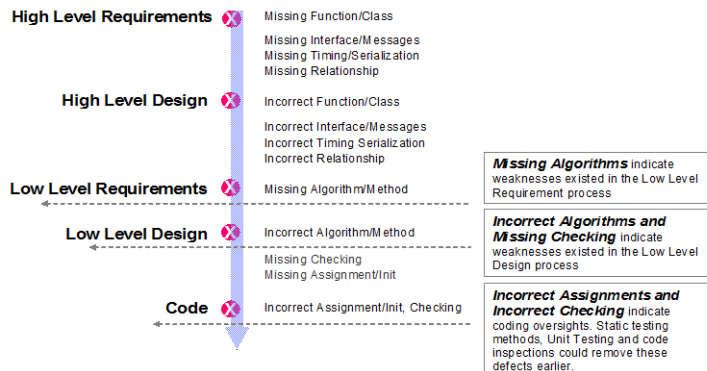 High Level Requirements
X
Missing Function/Class
Missing Interface/Messages
Missing Timing/Serialization
Missing Relationship
High Level Design
X
Incorrect Function/Class
Incorrect Interface/Messages
Incorrect Timing Serialization
Incorrect Relationship
Low Level Requirements
X
Missing Algorithm/Method
Missing Algorithms indicate
weaknesses existed in the Low Level
Requirement process
Low Level Design
X
Incorrect Algorithm/Method
Missing Checking
Missing Assignment/Init
Incorrect Algorithms and
Missing Checking indicate
weaknesses existed in the Low Level
Design process
Code
X
Incorrect Assignment/Init, Checking
Incorrect Assignments and
Incorrect Checking indicate
coding oversights. Static testing
methods, Unit Testing and code
inspections could remove these
defects earlier.